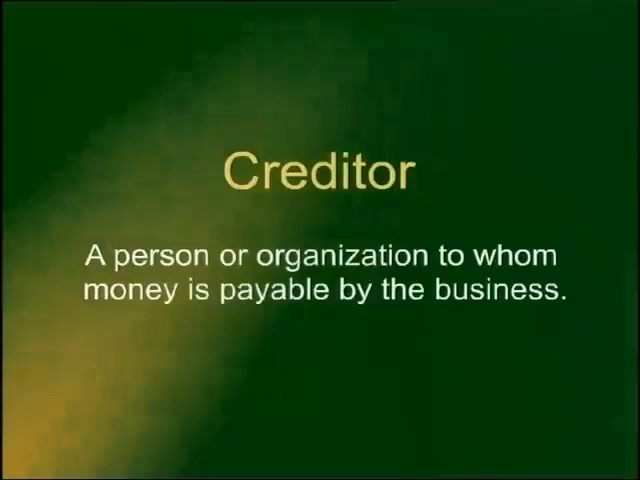 Creditor
A person or organization to whom
money is payable by the business.